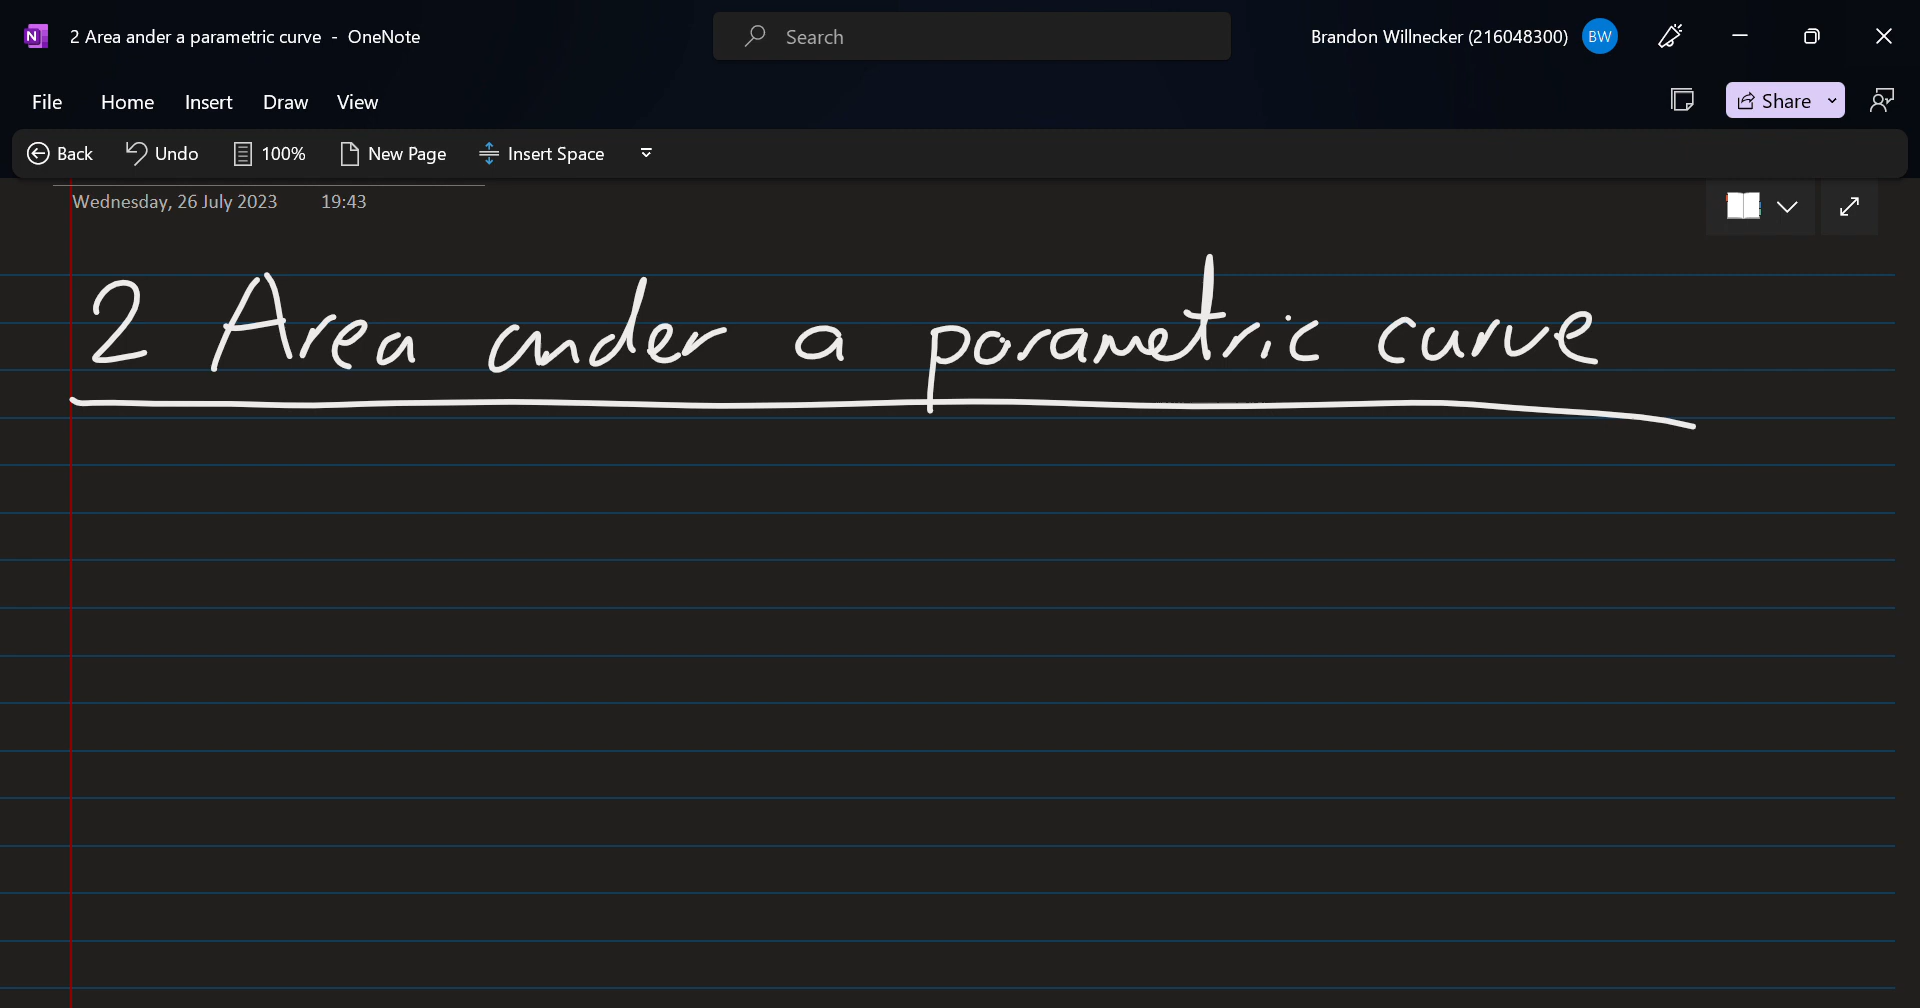 2 Area ander a parametric curve - OneNote
Search
Brandon Willnecker (216048300) BW
File Home Insert Draw View
Share
Back Undo 100% New Page Insert Space
Wednesday, 26 July 2023 19:43
2 Area under a parametric curve